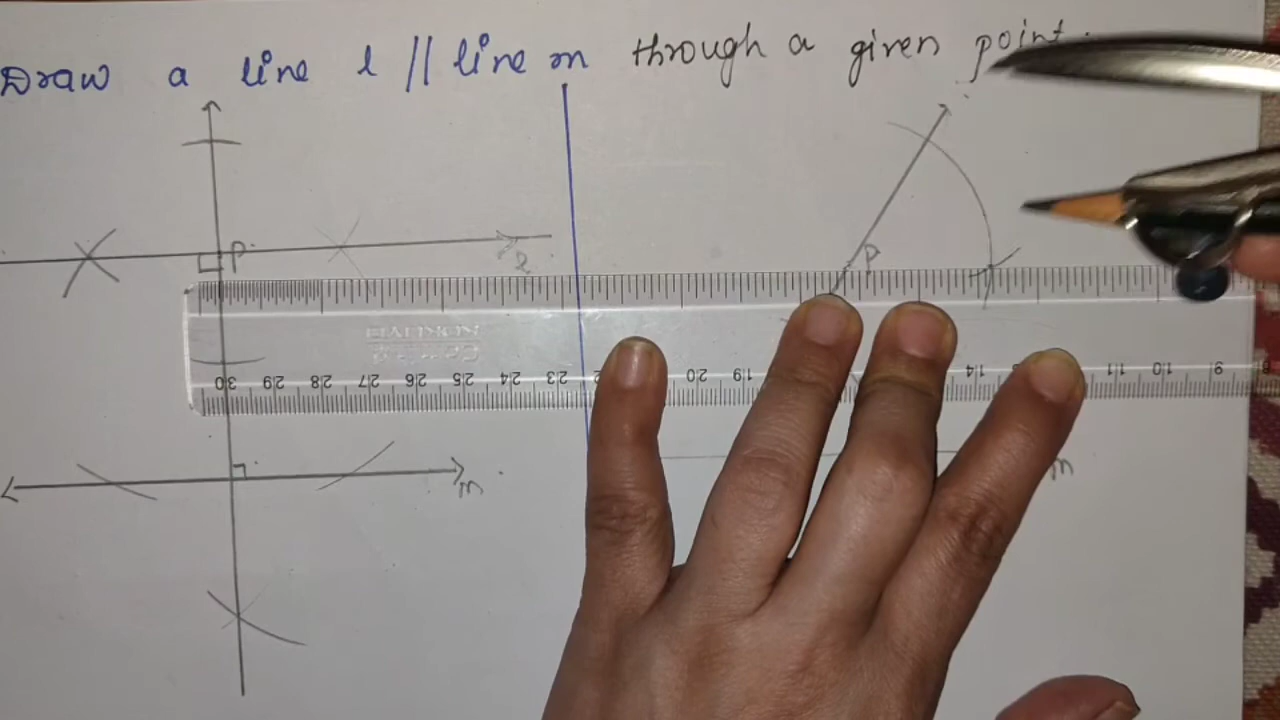 Draw a line l || line m through a given point.
P
l
P
30 29 28 27 26 25 24 23 20 19 14 11 10 9 8
m
m